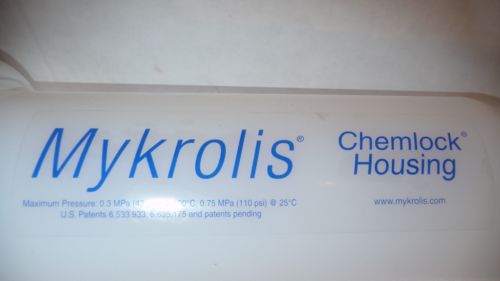 Mykrolis®
Chemlock®
Housing
Maximum Pressure: 0.3 MPa 0.75 MPa (110 psi) @ 25°C
U.S. Patents 6,533,933, and patents pending
www.mykrolis.com